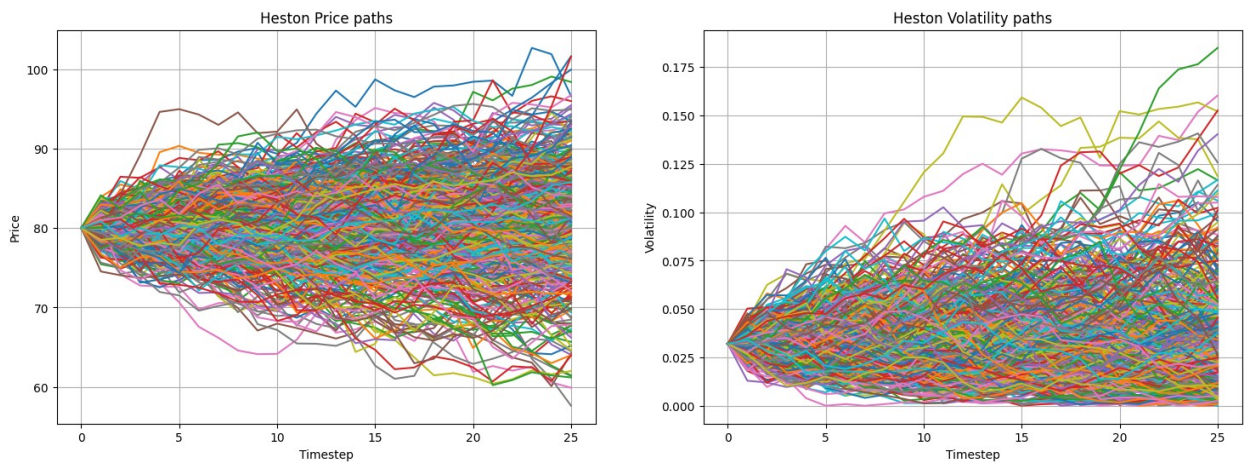 Heston Price paths
Price
100
90
80
70
60
0 5 10 15 20 25
Timestep
Heston Volatility paths
Volatility
0.175
0.150
0.125
0.100
0.075
0.050
0.025
0.000
0 5 10 15 20 25
Timestep